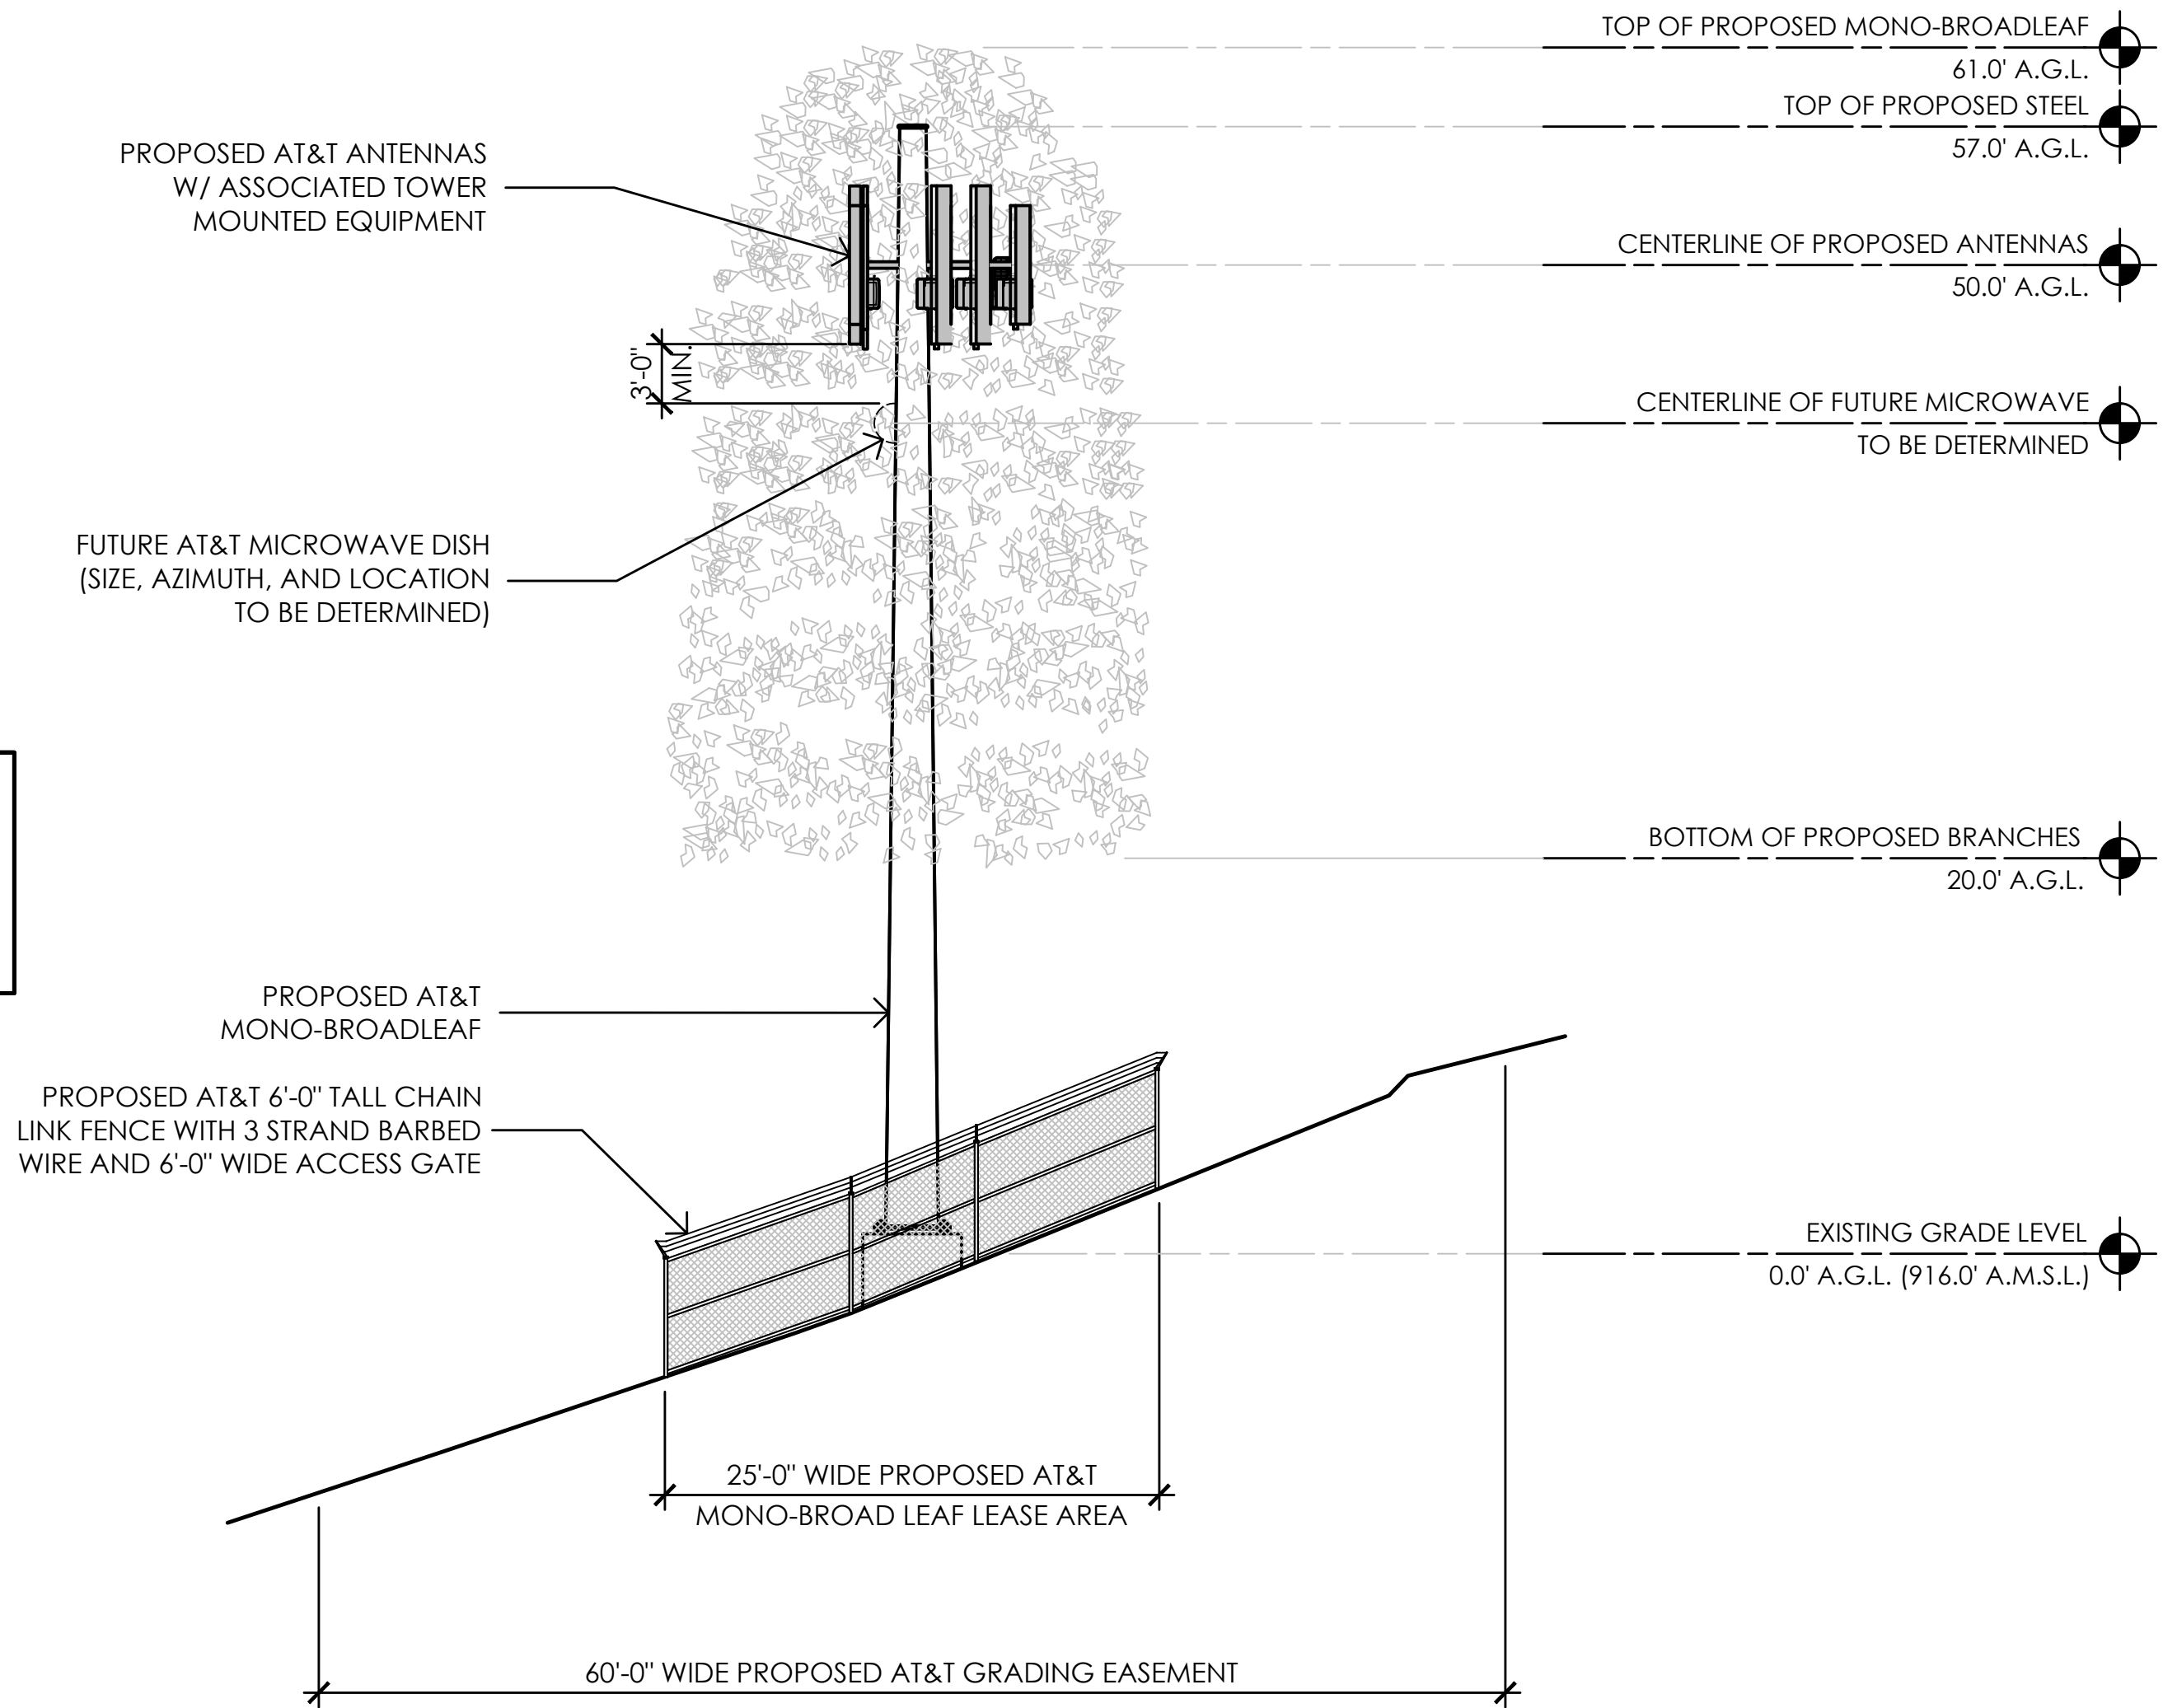 TOP OF PROPOSED MONO-BROADLEAF
61.0' A.G.L.
TOP OF PROPOSED STEEL
57.0' A.G.L.
PROPOSED AT&T ANTENNAS
W/ ASSOCIATED TOWER
MOUNTED EQUIPMENT
CENTERLINE OF PROPOSED ANTENNAS
50.0' A.G.L.
3'-0"
MIN.
CENTERLINE OF FUTURE MICROWAVE
TO BE DETERMINED
FUTURE AT&T MICROWAVE DISH
(SIZE, AZIMUTH, AND LOCATION
TO BE DETERMINED)
BOTTOM OF PROPOSED BRANCHES
20.0' A.G.L.
PROPOSED AT&T
MONO-BROADLEAF
PROPOSED AT&T 6'-0" TALL CHAIN
LINK FENCE WITH 3 STRAND BARBED
WIRE AND 6'-0" WIDE ACCESS GATE
EXISTING GRADE LEVEL
0.0' A.G.L. (916.0' A.M.S.L.)
25'-0" WIDE PROPOSED AT&T
MONO-BROAD LEAF LEASE AREA
60'-0" WIDE PROPOSED AT&T GRADING EASEMENT